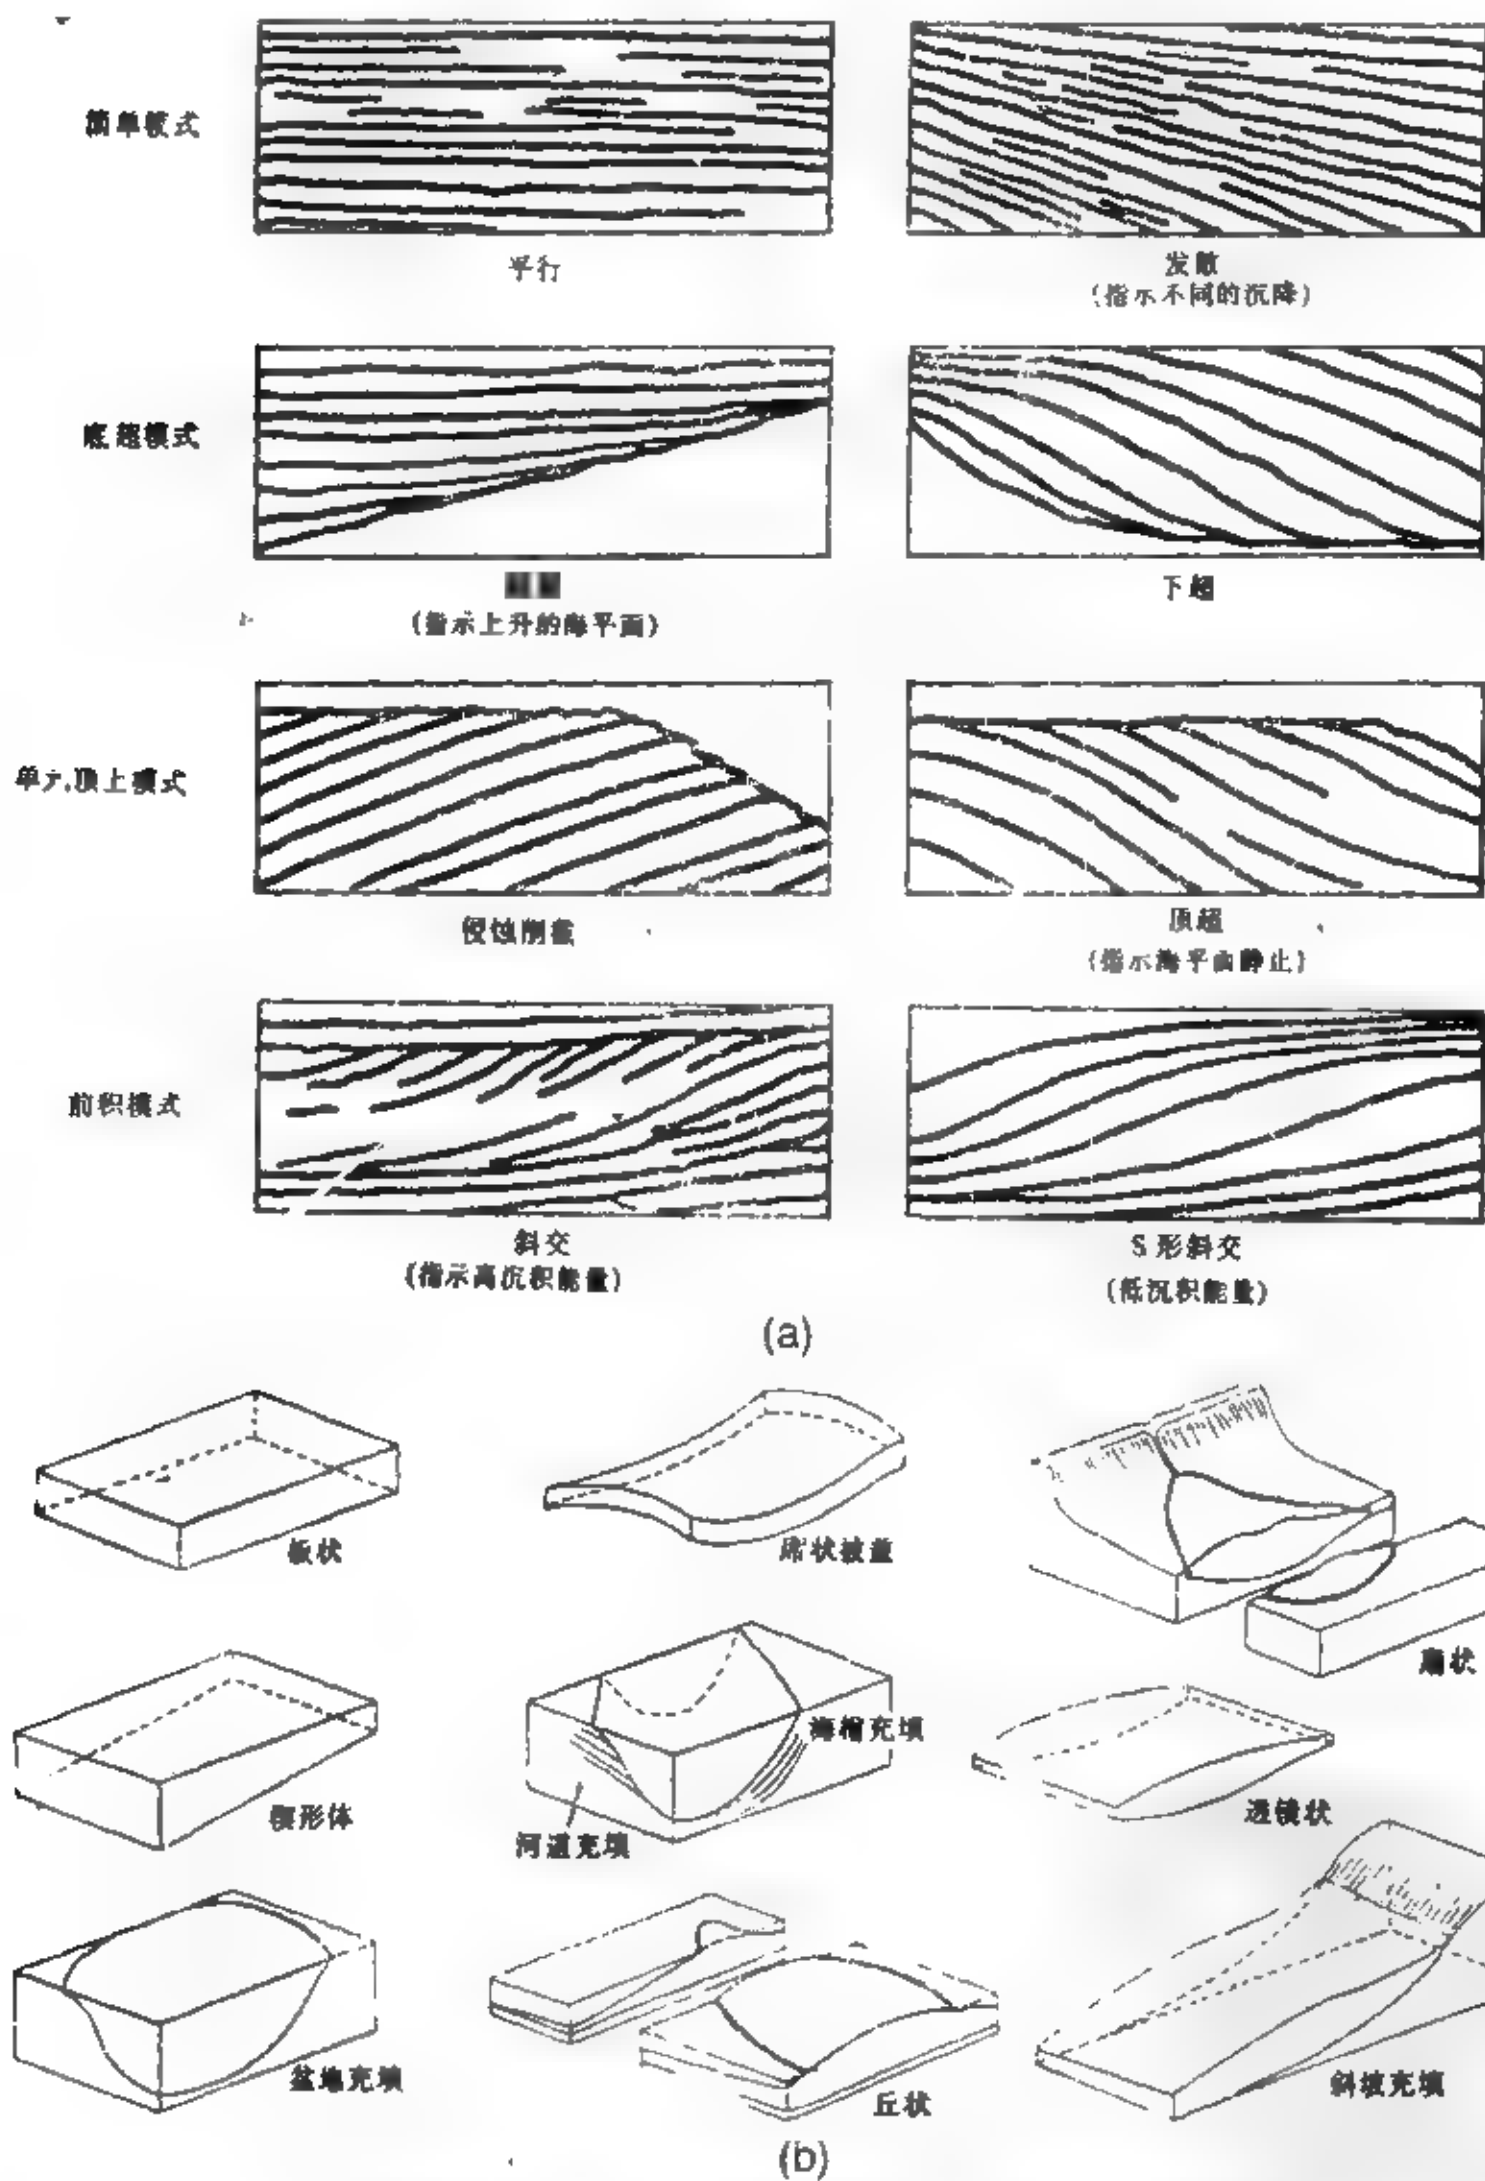 简单模式
平行
发散
(指示不同的沉降)
底超模式
(指示上升的海平面)
下超
单元顶上模式
侵蚀削截
顶超
(指示海平面静止)
前积模式
斜交
(指示高沉积能量)
S形斜交
(低沉积能量)
(a)
板状
席状披盖
扇状
楔形体
海槽充填
河道充填
透镜状
盆地充填
丘状
斜坡充填
(b)